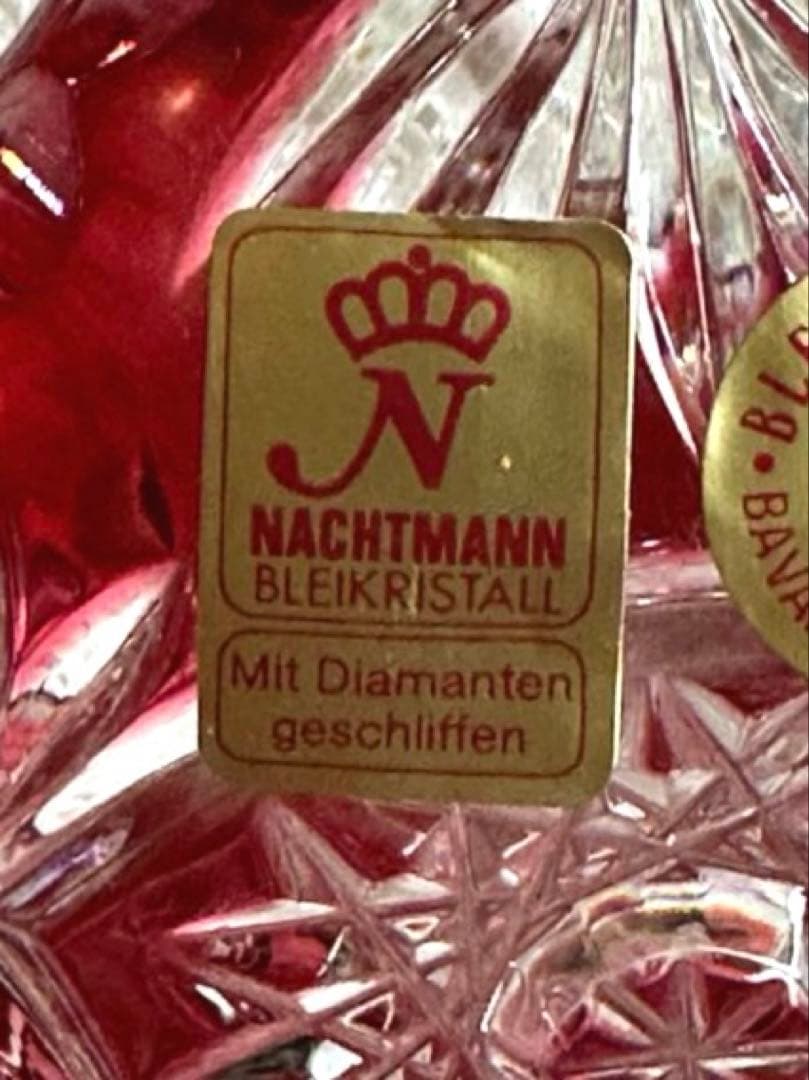 N
NACHTMANN
BLEIKRISTALL
Mit Diamanten
geschliffen